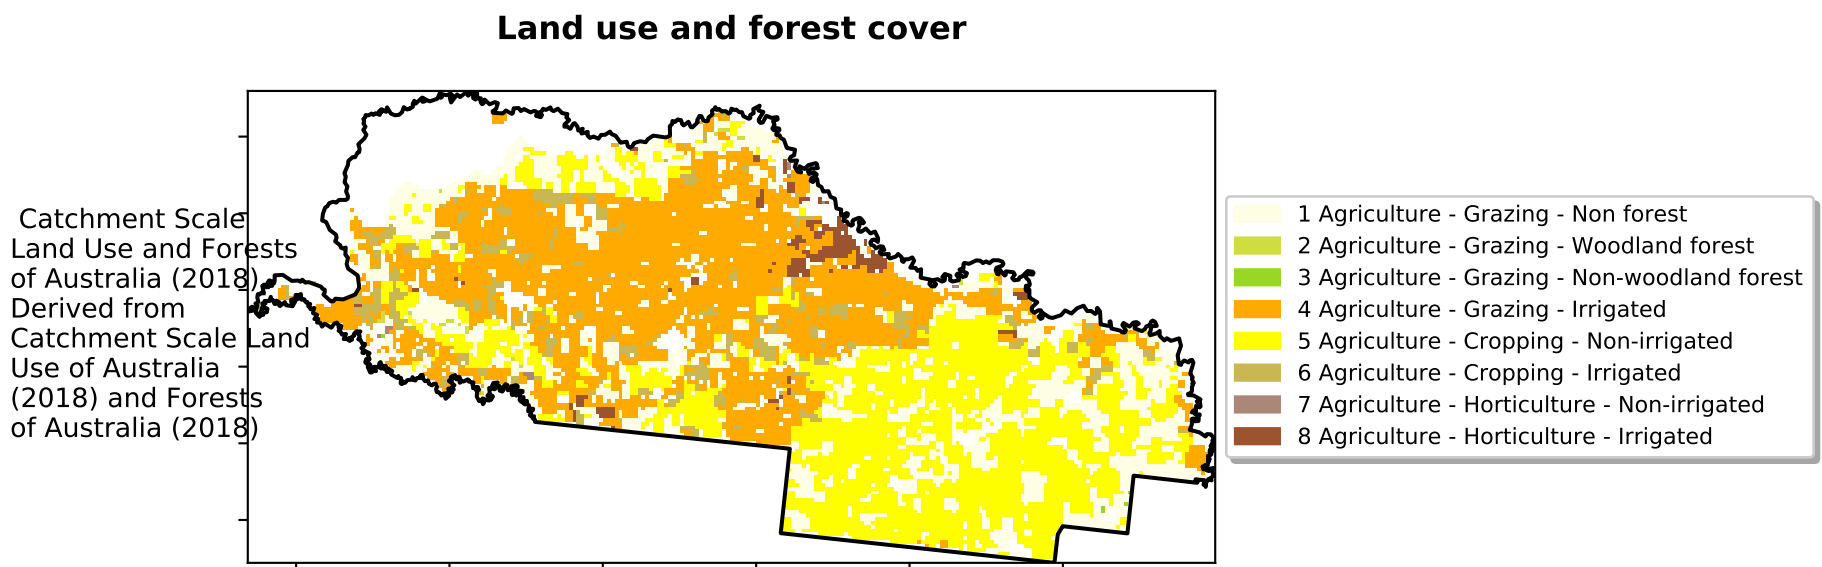 Land use and forest cover
Catchment Scale
Land Use and Forests
of Australia (2018)
Derived from
Catchment Scale Land
Use of Australia
(2018) and Forests
of Australia (2018)
1 Agriculture - Grazing - Non forest
2 Agriculture - Grazing - Woodland forest
3 Agriculture - Grazing - Non-woodland forest
4 Agriculture - Grazing - Irrigated
5 Agriculture - Cropping - Non-irrigated
6 Agriculture - Cropping - Irrigated
7 Agriculture - Horticulture - Non-irrigated
8 Agriculture - Horticulture - Irrigated